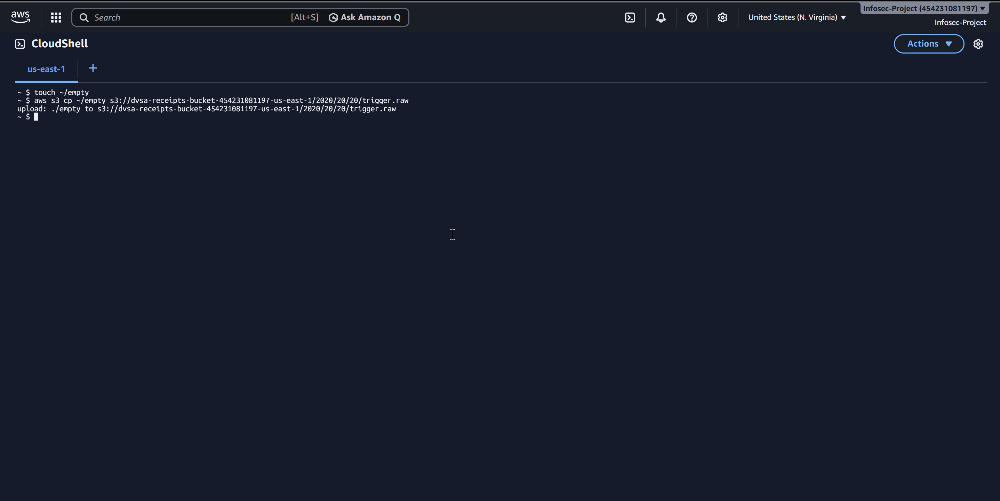 Infosec-Project (454231081197)
aws
Search [Alt+S] Ask Amazon Q
United States (N. Virginia)
Infosec-Project
CloudShell
Actions
us-east-1 +
~ $ touch ~/empty
~ $ aws s3 cp ~/empty s3://dvsa-receipts-bucket-454231081197-us-east-1/2020/20/20/trigger.raw
upload: ./empty to s3://dvsa-receipts-bucket-454231081197-us-east-1/2020/20/20/trigger.raw
~ $